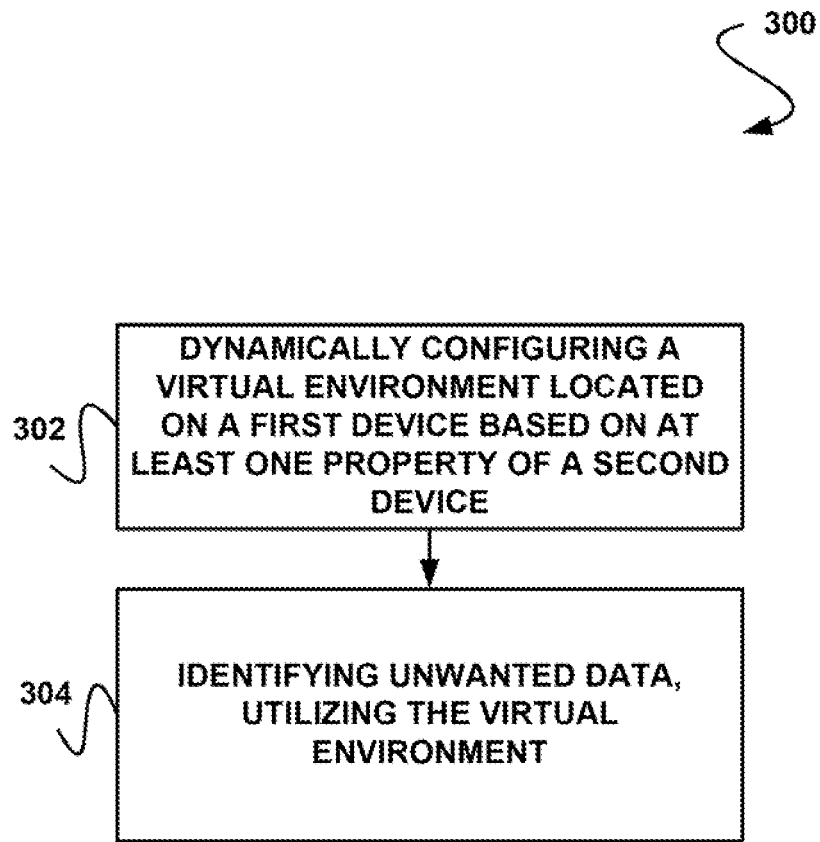 300
DYNAMICALLY CONFIGURING A
VIRTUAL ENVIRONMENT LOCATED
ON A FIRST DEVICE BASED ON AT
LEAST ONE PROPERTY OF A SECOND
DEVICE
302
IDENTIFYING UNWANTED DATA,
UTILIZING THE VIRTUAL
ENVIRONMENT
304